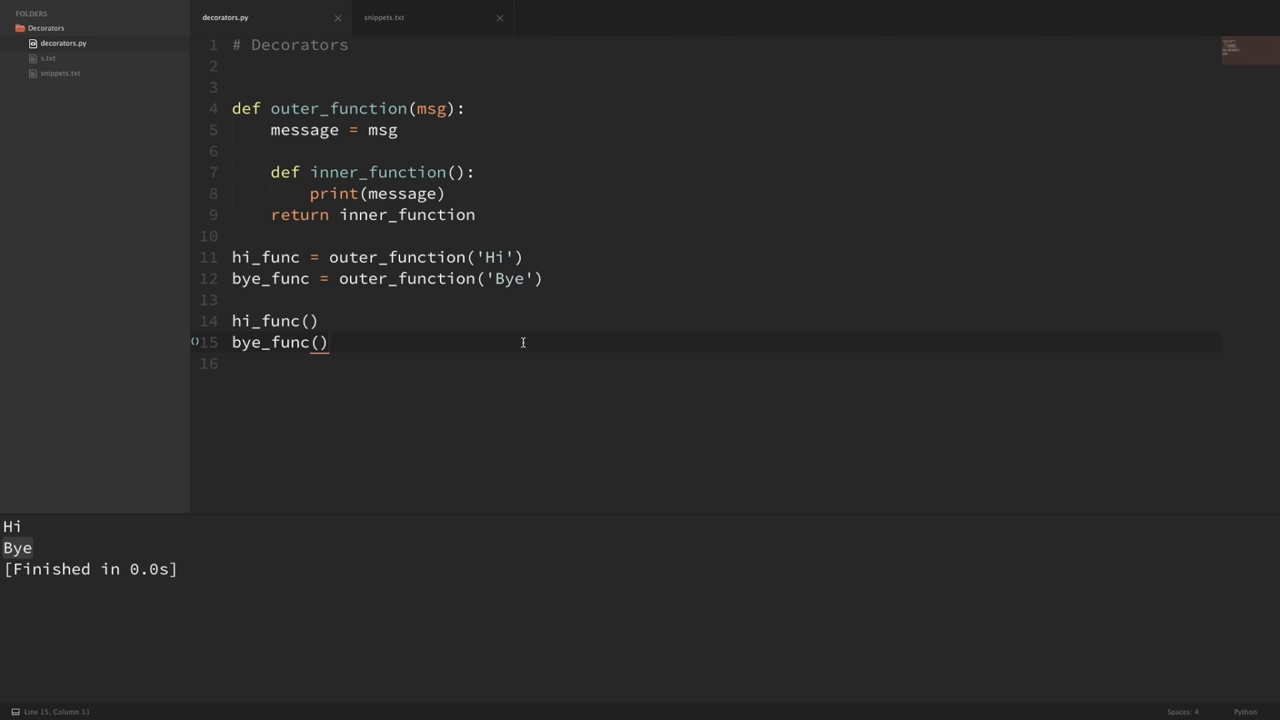 FOLDERS
Decorators
decorators.py
s.txt
snippets.txt
decorators.py × snippets.txt ×
1 # Decorators
2
3
4 def outer_function(msg):
5     message = msg
6
7     def inner_function():
8         print(message)
9     return inner_function
10
11 hi_func = outer_function('Hi')
12 bye_func = outer_function('Bye')
13
14 hi_func()
15 bye_func()
16
Hi
Bye
[Finished in 0.0s]
Line 15, Column 11 Spaces: 4 Python